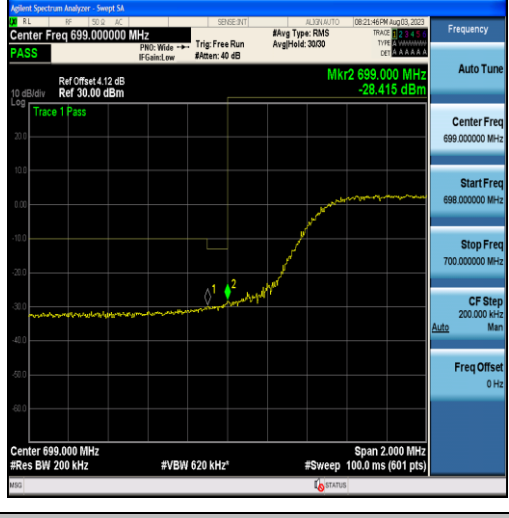 Agilent Spectrum Analyzer - Swept SA
RL RF 50 Ω AC SENSE:INT ALIGN AUTO 08:21:46 PM Aug 03, 2023
Center Freq 699.000000 MHz
PASS
PNO: Wide
IFGain:Low
Trig: Free Run
#Atten: 40 dB
#Avg Type: RMS
Avg|Hold: 30/30
TRACE 1 2 3 4 5 6
TYPE A
DET A A A A A A
Ref Offset 4.12 dB
10 dB/div Ref 30.00 dBm
Mkr2 699.000 MHz
-28.415 dBm
Log
Trace 1 Pass
20.0
10.0
0.00
-10.0
-20.0
-30.0
-40.0
-50.0
-60.0
1
2
Center 699.000 MHz Span 2.000 MHz
#Res BW 200 kHz #VBW 620 kHz* #Sweep 100.0 ms (601 pts)
MSG STATUS
Frequency
Auto Tune
Center Freq
699.000000 MHz
Start Freq
698.000000 MHz
Stop Freq
700.000000 MHz
CF Step
200.000 kHz
Auto Man
Freq Offset
0 Hz